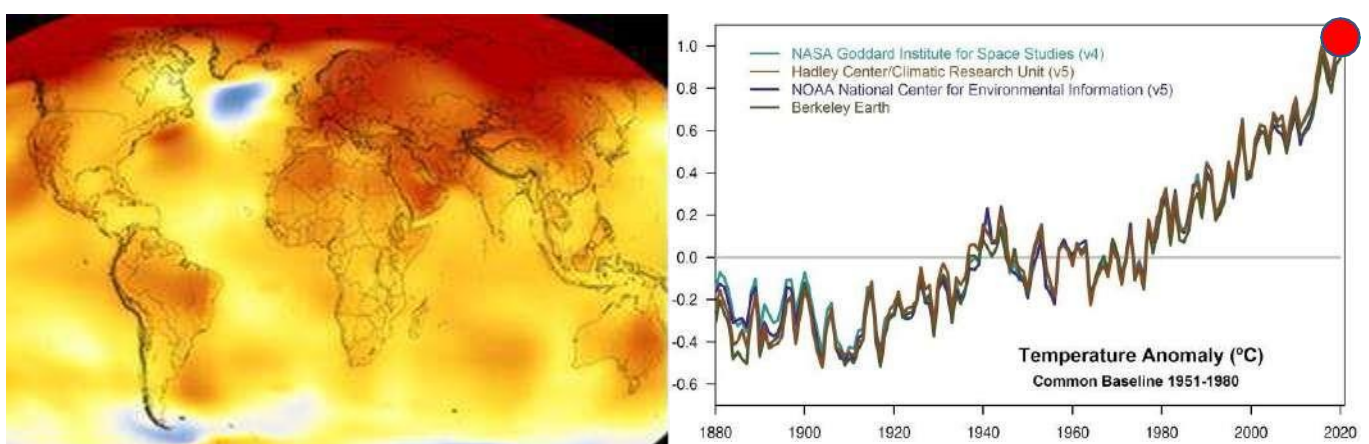 1.0
0.8
0.6
0.4
0.2
0.0
-0.2
-0.4
-0.6
NASA Goddard Institute for Space Studies (v4)
Hadley Center/Climatic Research Unit (v5)
NOAA National Center for Environmental Information (v5)
Berkeley Earth
Temperature Anomaly (ºC)
Common Baseline 1951-1980
1880 1900 1920 1940 1960 1980 2000 2020